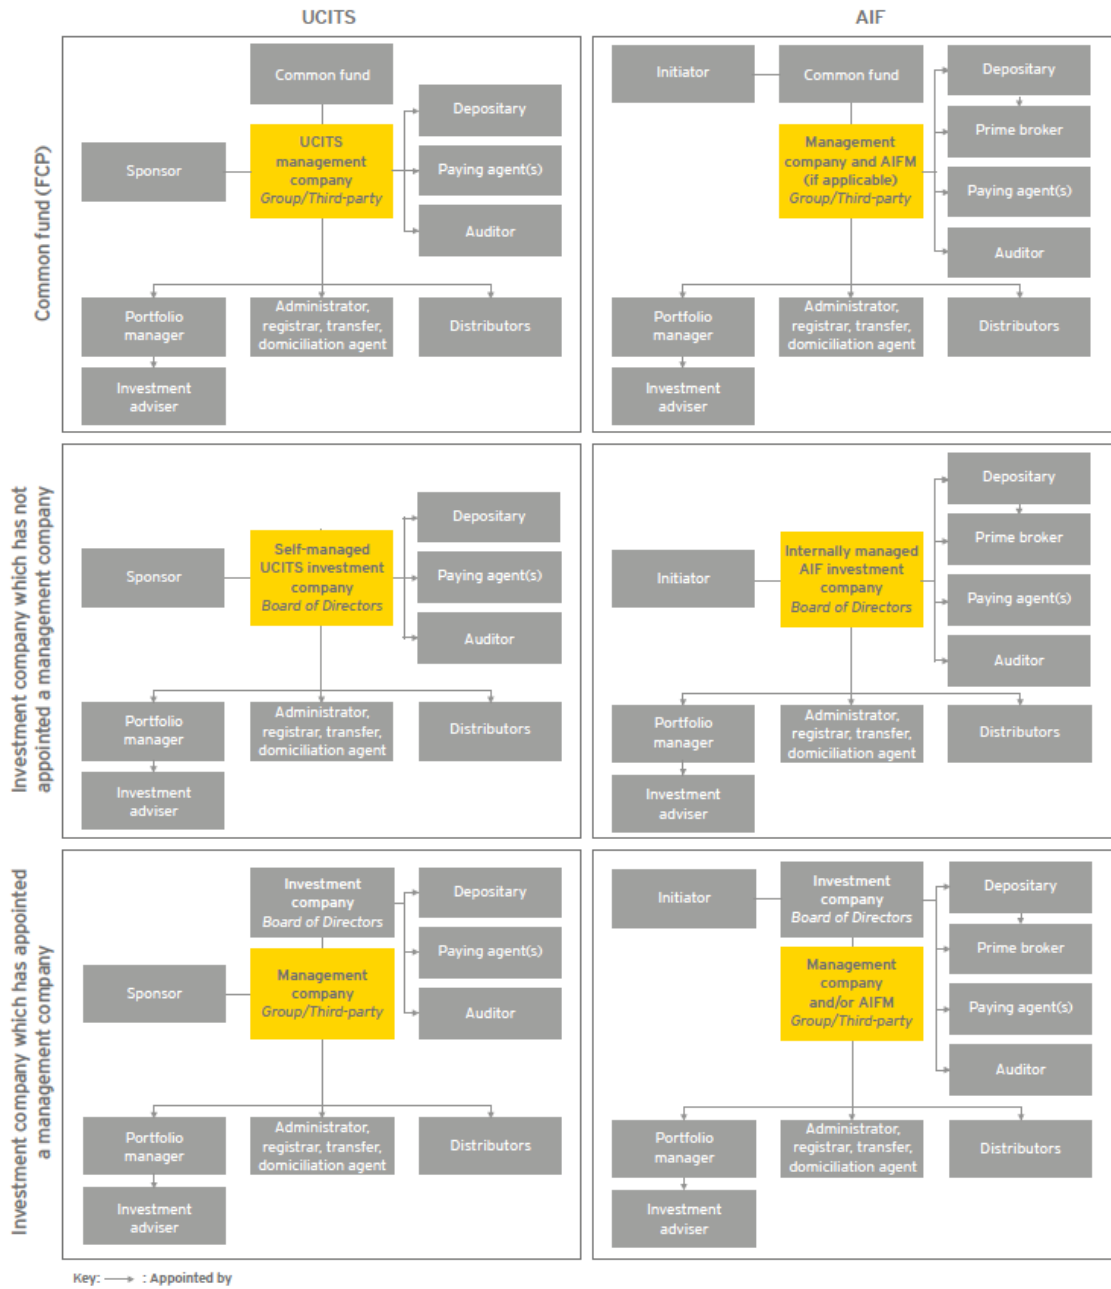 UCITS
AIF
Common fund (FCP)
Common fund
Sponsor
UCITS
management
company
Group/Third-party
Depositary
Paying agent(s)
Auditor
Portfolio
manager
Administrator,
registrar, transfer,
domiciliation agent
Distributors
Investment
adviser
Initiator
Common fund
Management
company and AIFM
(if applicable)
Group/Third-party
Depositary
Prime broker
Paying agent(s)
Auditor
Portfolio
manager
Administrator,
registrar, transfer,
domiciliation agent
Distributors
Investment
adviser
Investment company which has not
appointed a management company
Sponsor
Self-managed
UCITS investment
company
Board of Directors
Depositary
Paying agent(s)
Auditor
Portfolio
manager
Administrator,
registrar, transfer,
domiciliation agent
Distributors
Investment
adviser
Initiator
Internally managed
AIF investment
company
Board of Directors
Depositary
Prime broker
Paying agent(s)
Auditor
Portfolio
manager
Administrator,
registrar, transfer,
domiciliation agent
Distributors
Investment
adviser
Investment company which has appointed
a management company
Investment
company
Board of Directors
Sponsor
Management
company
Group/Third-party
Depositary
Paying agent(s)
Auditor
Portfolio
manager
Administrator,
registrar, transfer,
domiciliation agent
Distributors
Investment
adviser
Initiator
Investment
company
Board of Directors
Management
company
and/or AIFM
Group/Third-party
Depositary
Prime broker
Paying agent(s)
Auditor
Portfolio
manager
Administrator,
registrar, transfer,
domiciliation agent
Distributors
Investment
adviser
Key: → : Appointed by